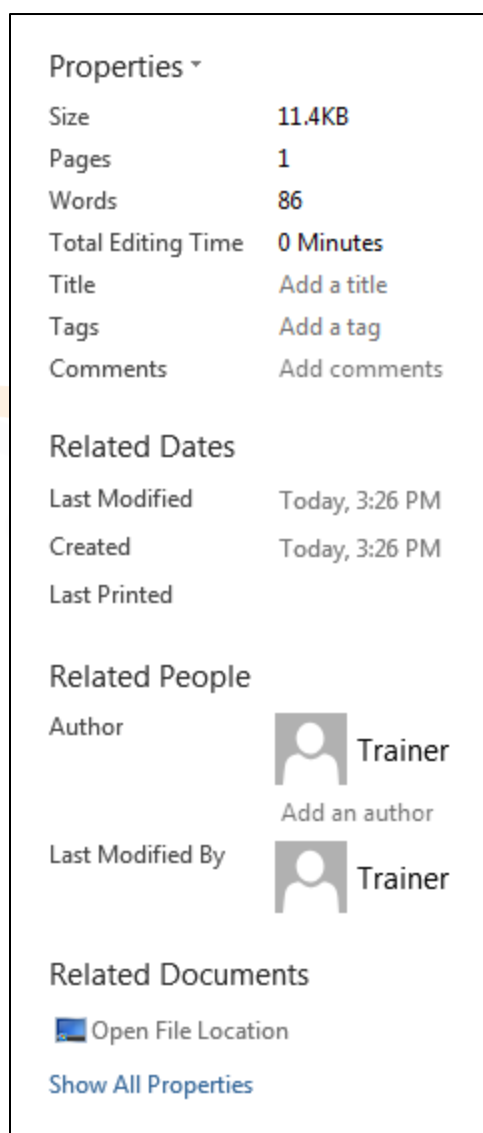 Properties
Size 11.4KB
Pages 1
Words 86
Total Editing Time 0 Minutes
Title Add a title
Tags Add a tag
Comments Add comments
Related Dates
Last Modified Today, 3:26 PM
Created Today, 3:26 PM
Last Printed
Related People
Author Trainer
Add an author
Last Modified By Trainer
Related Documents
Open File Location
Show All Properties